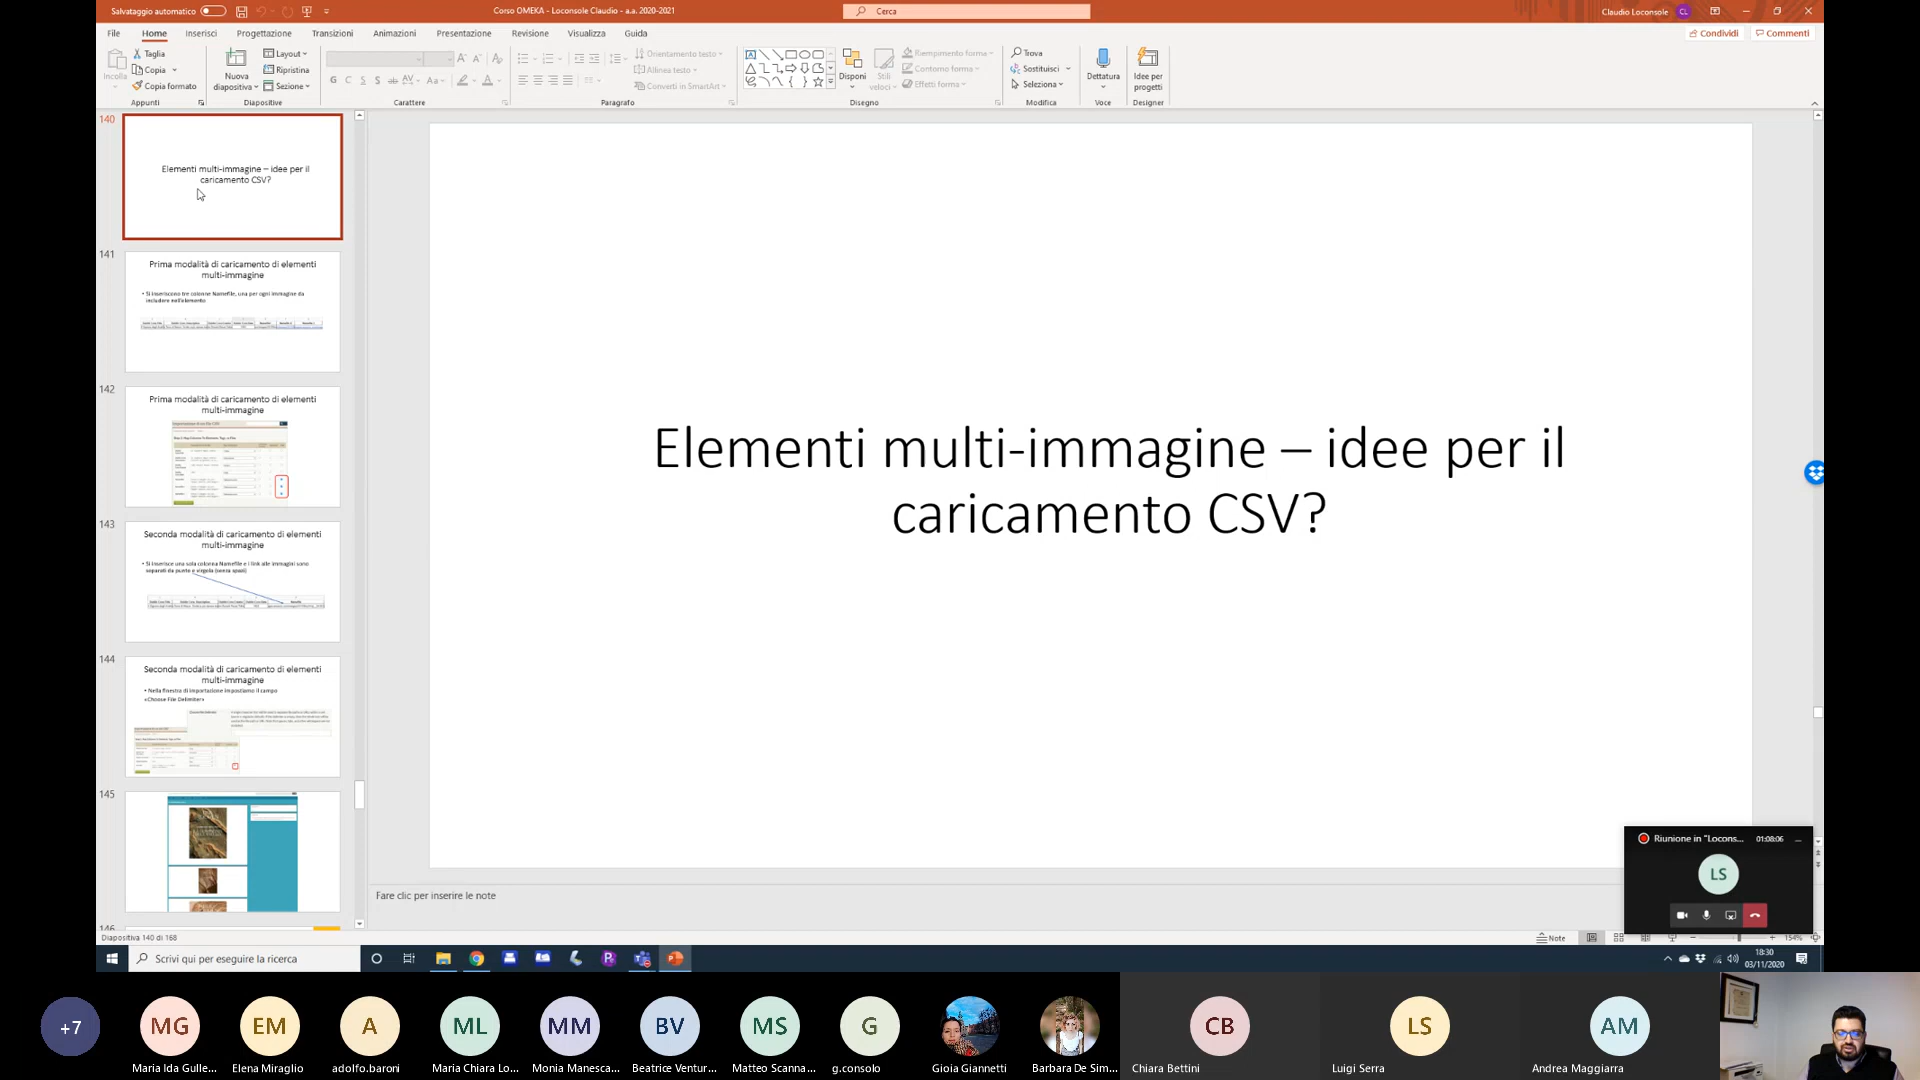 Salvataggio automatico
Corso OMEKA - Loconsole Claudio - a.a. 2020-2021
Cerca
Claudio Loconsole
CL
File
Home
Inserisci
Progettazione
Transizioni
Animazioni
Presentazione
Revisione
Visualizza
Guida
Condividi
Commenti
Incolla
Taglia
Copia
Copia formato
Appunti
Nuova
diapositiva
Layout
Ripristina
Sezione
Diapositive
Carattere
Orientamento testo
Allinea testo
Converti in SmartArt
Paragrafo
Disponi
Stili
veloci
Riempimento forma
Contorno forma
Effetti forma
Disegno
Trova
Sostituisci
Seleziona
Modifica
Dettatura
Voce
Idee per
progetti
Designer
140
Elementi multi-immagine – idee per il
caricamento CSV?
141
Prima modalità di caricamento di elementi
multi-immagine
• Si inseriscono tre colonne Namefile, una per ogni immagine da
includere nell'elemento
142
Prima modalità di caricamento di elementi
multi-immagine
143
Seconda modalità di caricamento di elementi
multi-immagine
• Si inserisce una sola colonna Namefile e i link alle immagini sono
separati da punto e virgola (senza spazi)
144
Seconda modalità di caricamento di elementi
multi-immagine
• Nella finestra di importazione impostiamo il campo
«Choose File Delimiter»
145
146
Elementi multi-immagine – idee per il
caricamento CSV?
Fare clic per inserire le note
Diapositiva 140 di 168
Note
154%
Riunione in "Locons...
01:08:06
LS
Scrivi qui per eseguire la ricerca
18:30
03/11/2020
+7
MG
EM
A
ML
MM
BV
MS
G
CB
LS
AM
Maria Ida Gulle...
Elena Miraglio
adolfo.baroni
Maria Chiara Lo...
Monia Manesca...
Beatrice Ventur...
Matteo Scanna...
g.consolo
Gioia Giannetti
Barbara De Sim...
Chiara Bettini
Luigi Serra
Andrea Maggiarra